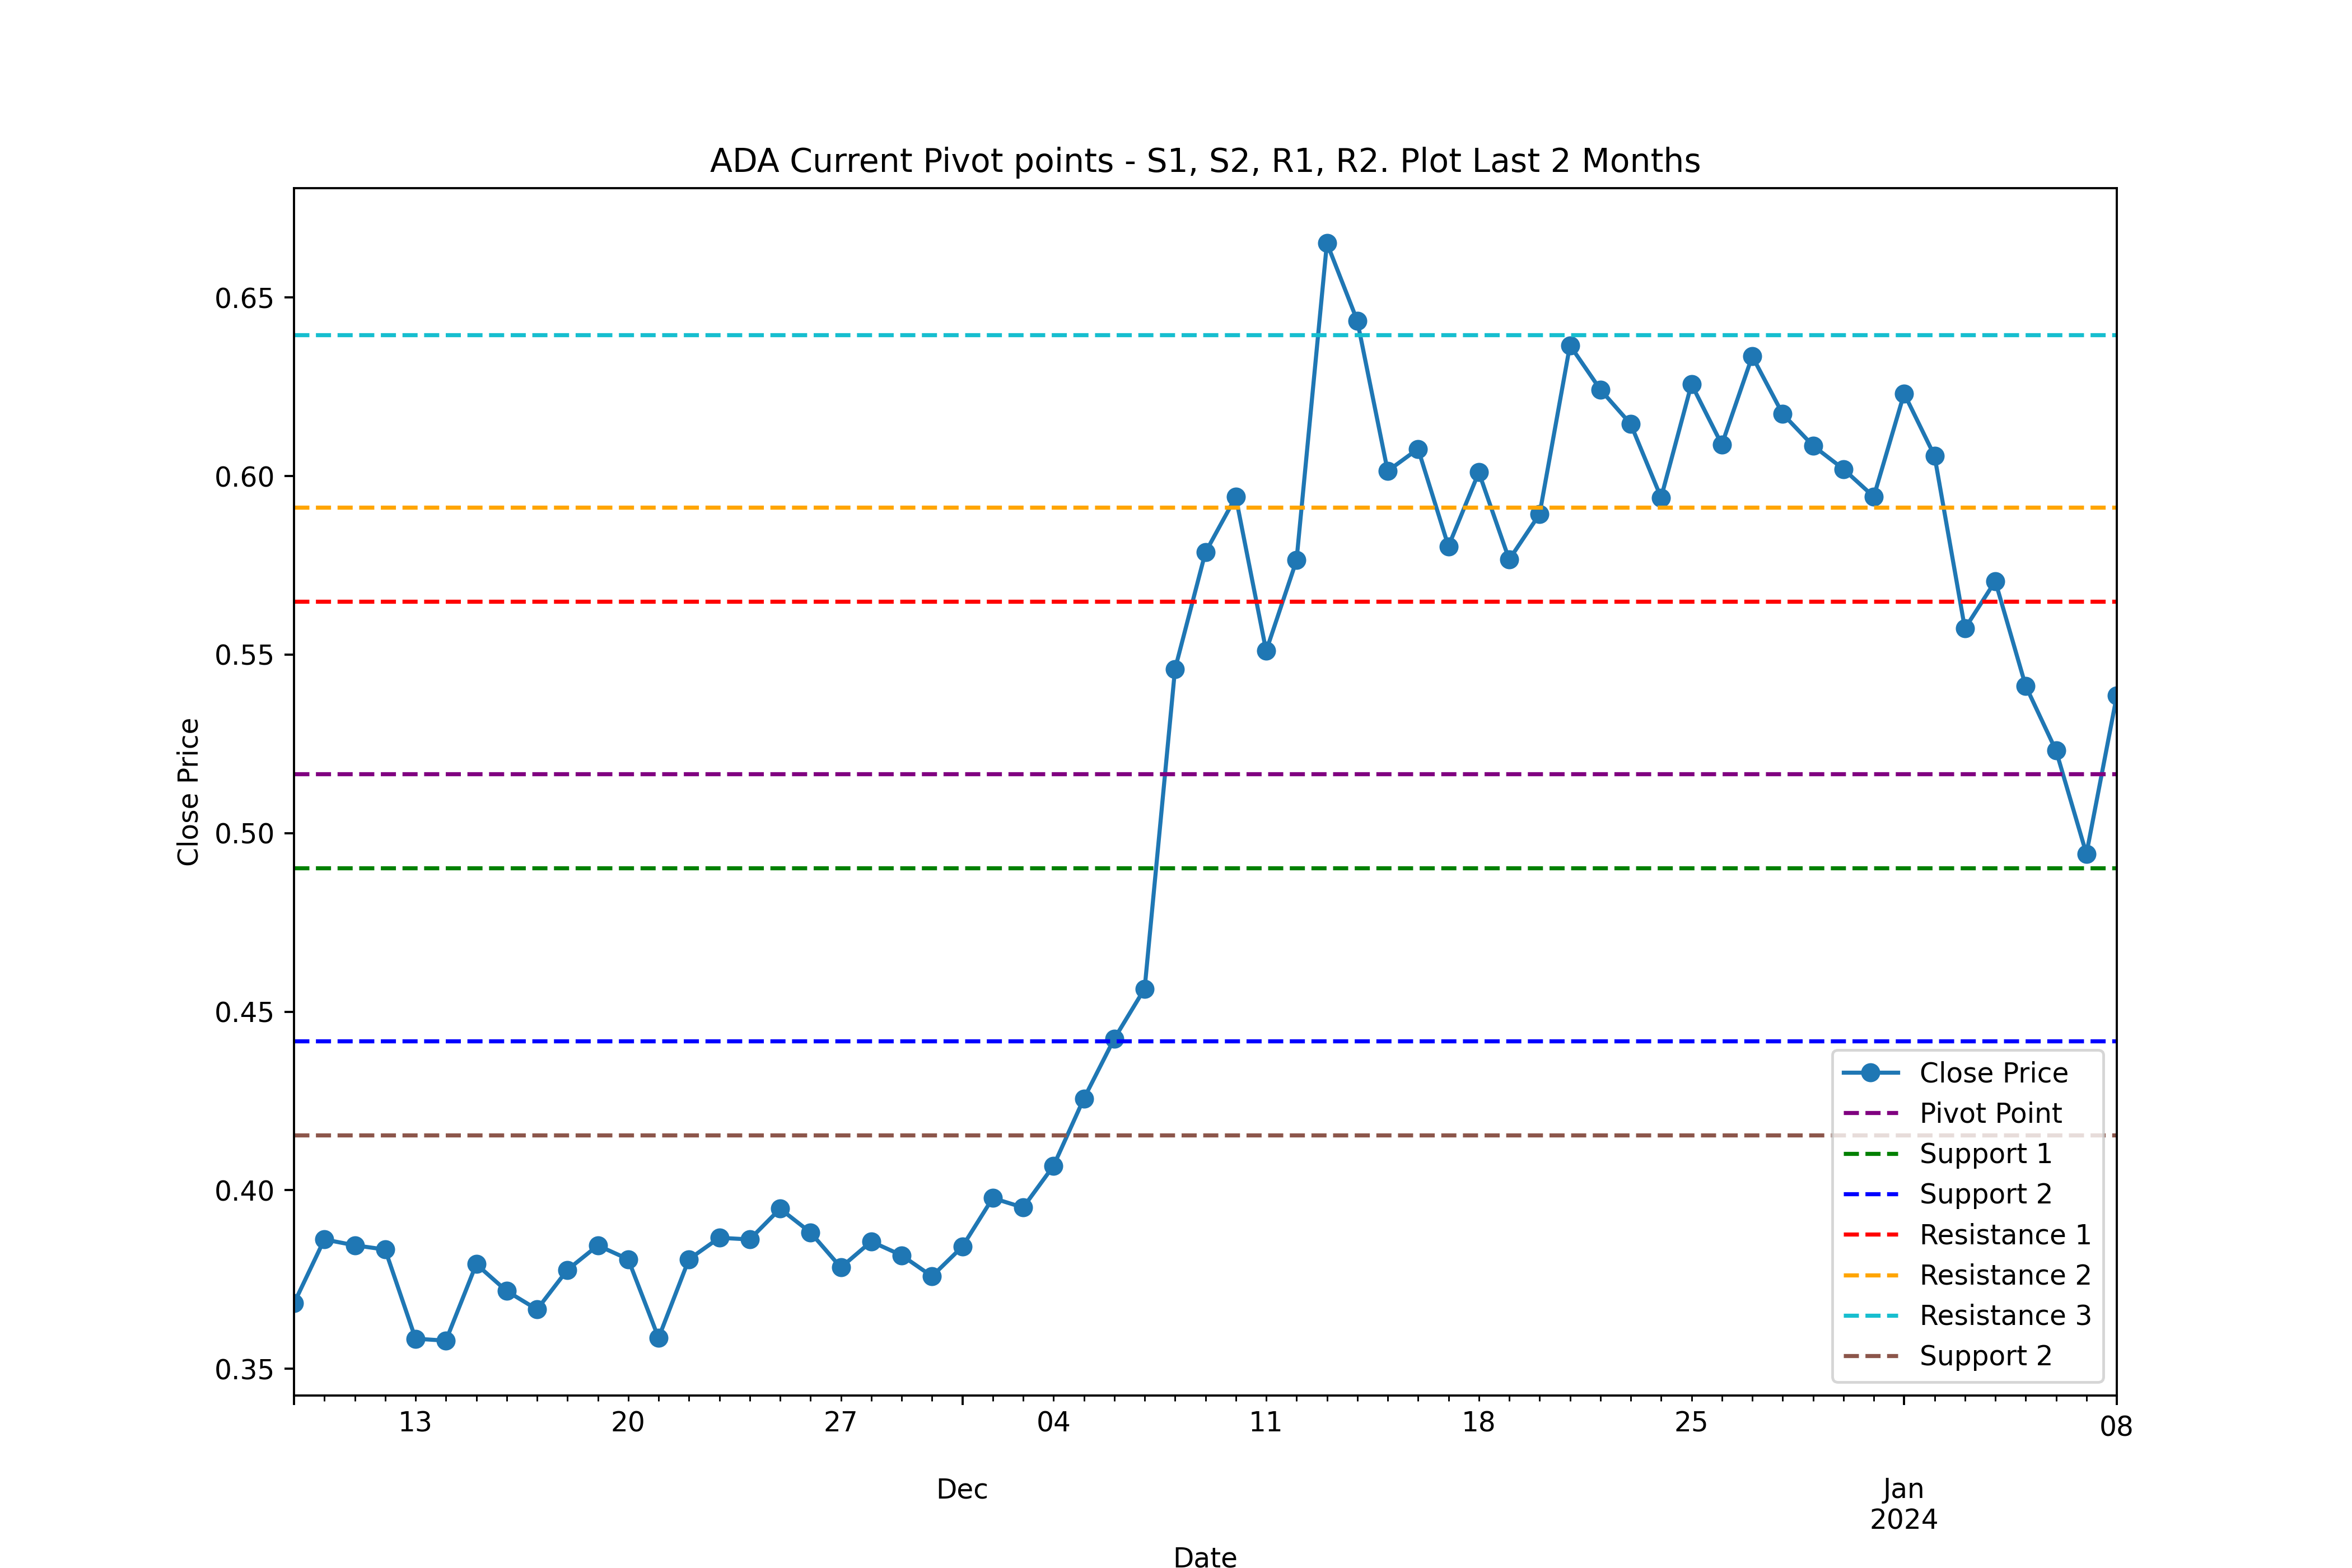 ADA Current Pivot points - S1, S2, R1, R2. Plot Last 2 Months
Close Price
0.65
0.60
0.55
0.50
0.45
0.40
0.35
Close Price
Pivot Point
Support 1
Support 2
Resistance 1
Resistance 2
Resistance 3
Support 2
13 20 27 04 11 18 25 08
Dec Jan
2024
Date